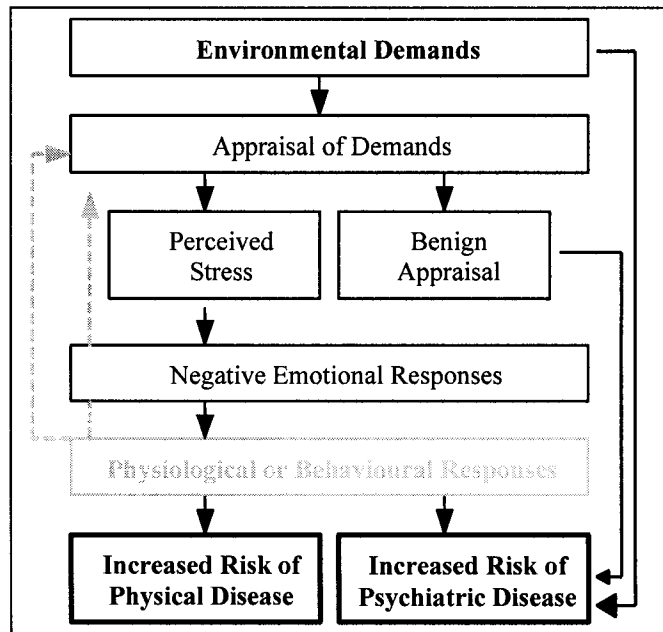 Environmental Demands
Appraisal of Demands
Perceived
Stress
Benign
Appraisal
Negative Emotional Responses
Physiological or Behavioural Responses
Increased Risk of
Physical Disease
Increased Risk of
Psychiatric Disease